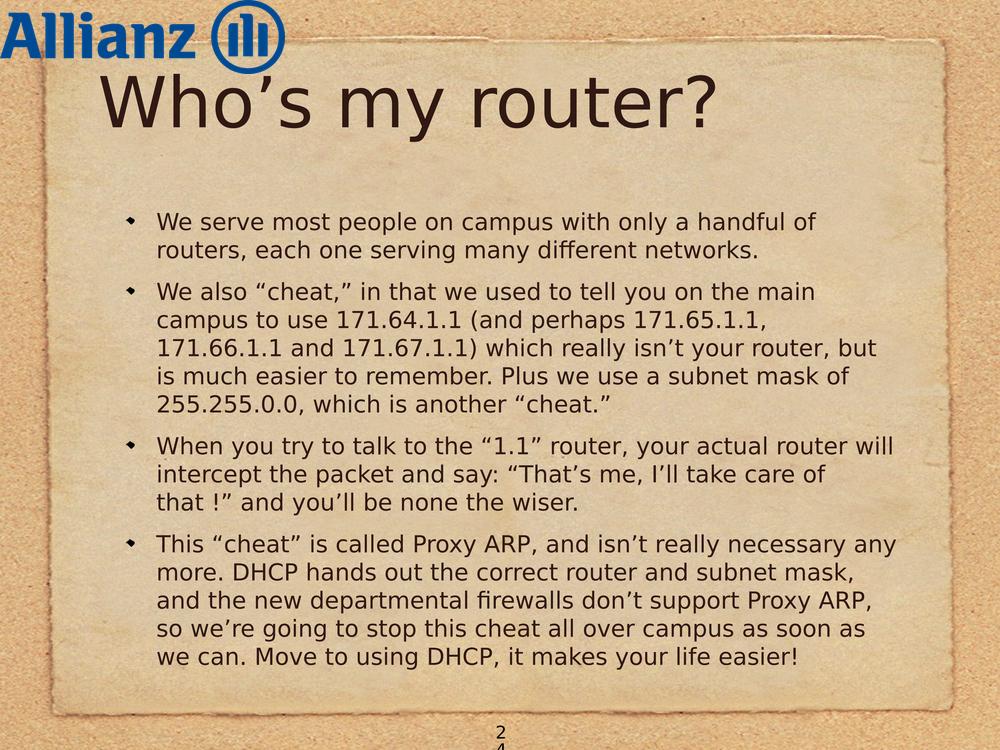 Allianz
Who’s my router?
We serve most people on campus with only a handful of
routers, each one serving many different networks.
We also “cheat,” in that we used to tell you on the main
campus to use 171.64.1.1 (and perhaps 171.65.1.1,
171.66.1.1 and 171.67.1.1) which really isn’t your router, but
is much easier to remember. Plus we use a subnet mask of
255.255.0.0, which is another “cheat.”
When you try to talk to the “1.1” router, your actual router will
intercept the packet and say: “That’s me, I’ll take care of
that !” and you’ll be none the wiser.
This “cheat” is called Proxy ARP, and isn’t really necessary any
more. DHCP hands out the correct router and subnet mask,
and the new departmental firewalls don’t support Proxy ARP,
so we’re going to stop this cheat all over campus as soon as
we can. Move to using DHCP, it makes your life easier!
2
4